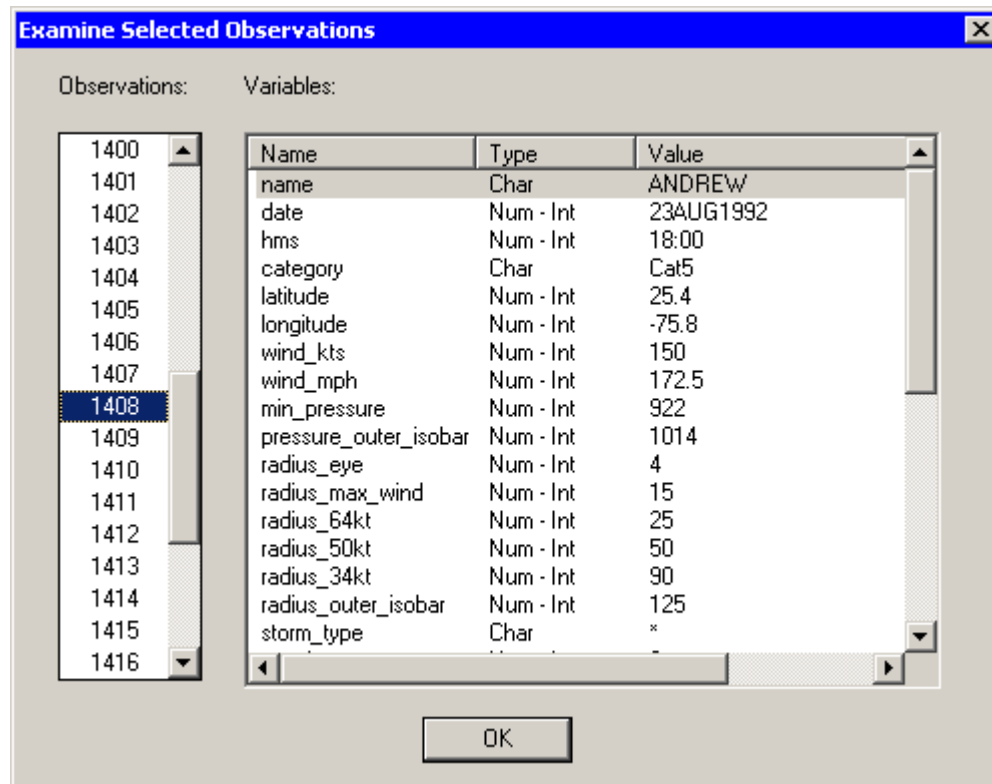 Examine Selected Observations
Observations: Variables:
1400
1401
1402
1403
1404
1405
1406
1407
1408
1409
1410
1411
1412
1413
1414
1415
1416
Name Type Value
name Char ANDREW
date Num - Int 23AUG1992
hms Num - Int 18:00
category Char Cat5
latitude Num - Int 25.4
longitude Num - Int -75.8
wind_kts Num - Int 150
wind_mph Num - Int 172.5
min_pressure Num - Int 922
pressure_outer_isobar Num - Int 1014
radius_eye Num - Int 4
radius_max_wind Num - Int 15
radius_64kt Num - Int 25
radius_50kt Num - Int 50
radius_34kt Num - Int 90
radius_outer_isobar Num - Int 125
storm_type Char *
OK